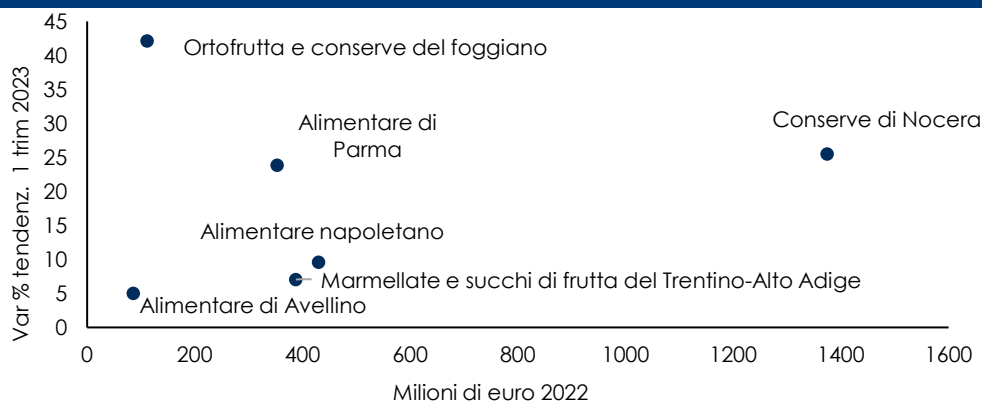 Var % tendenz. 1 trim 2023
45
40
35
30
25
20
15
10
5
0
Ortofrutta e conserve del foggiano
Alimentare di
Parma
Conserve di Nocera
Alimentare napoletano
Marmellate e succhi di frutta del Trentino-Alto Adige
Alimentare di Avellino
0 200 400 600 800 1000 1200 1400 1600
Milioni di euro 2022